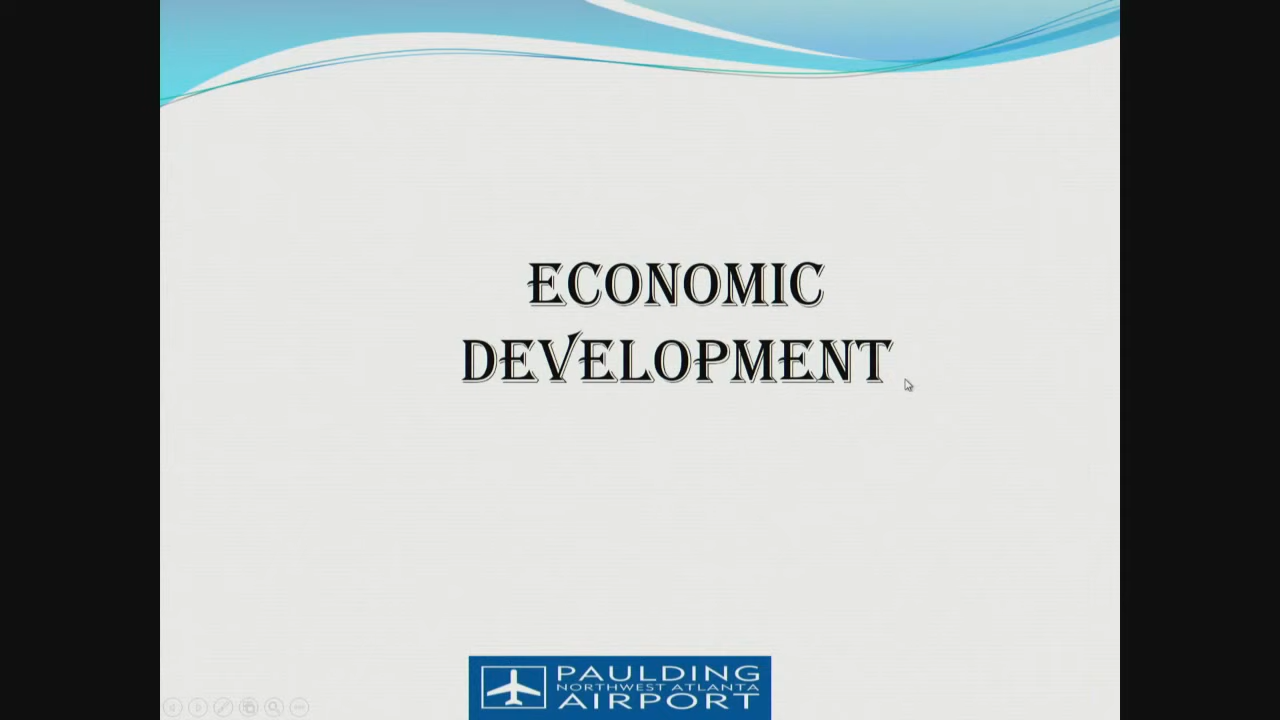 ECONOMIC
DEVELOPMENT
PAULDING
NORTHWEST ATLANTA
AIRPORT